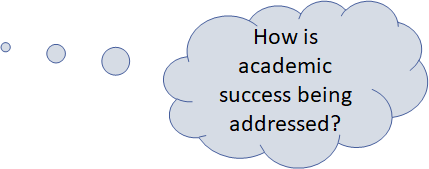 How is
academic
success being
addressed?